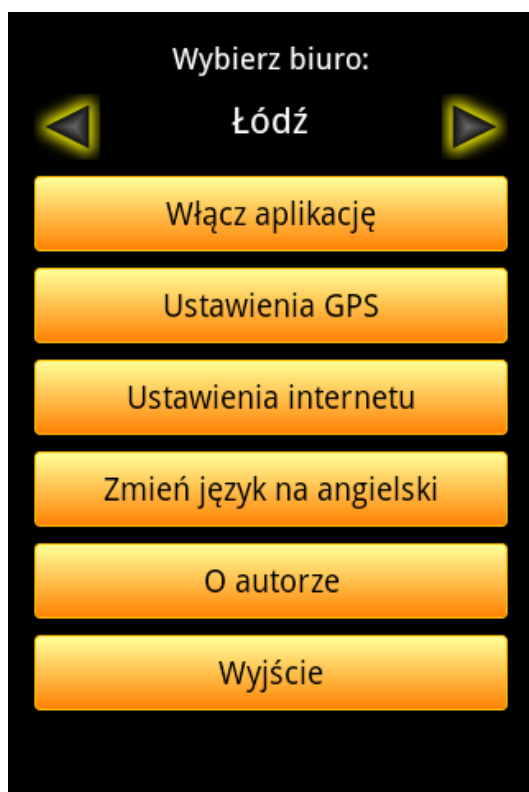 Wybierz biuro:
Łódź
Włącz aplikację
Ustawienia GPS
Ustawienia internetu
Zmień język na angielski
O autorze
Wyjście